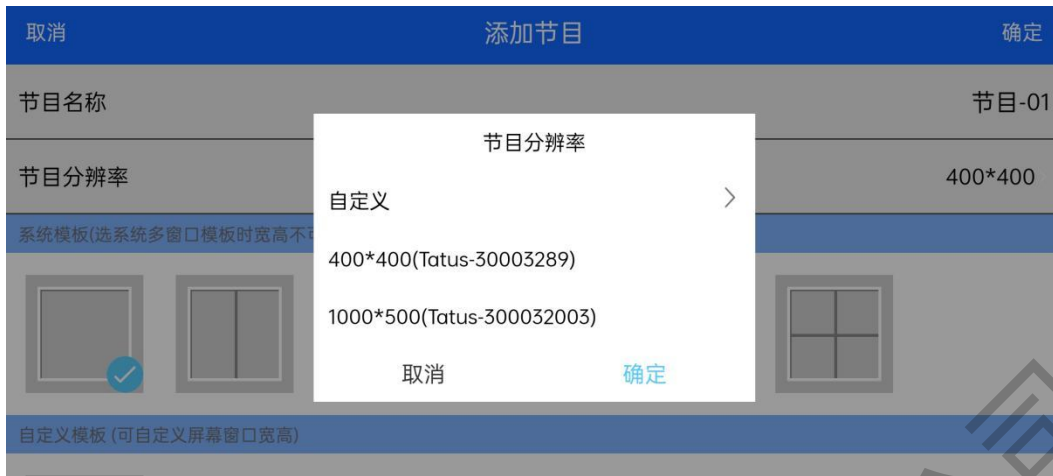 取消
添加节目
确定
节目名称
节目-01
节目分辨率
400*400
节目分辨率
自定义
400*400(Tatus-30003289)
1000*500(Tatus-300032003)
取消
确定
系统模板(选系统多窗口模板时宽高不
自定义模板 (可自定义屏幕窗口宽高)